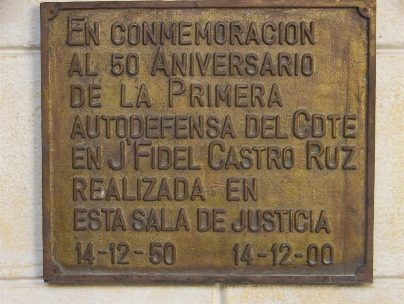 EN CONMEMORACION
AL 50 ANIVERSARIO
DE LA PRIMERA
AUTODEFENSA DEL CDTE
EN J' FIDEL CASTRO RUZ
REALIZADA EN
ESTA SALA DE JUSTICIA
14-12-50 14-12-00